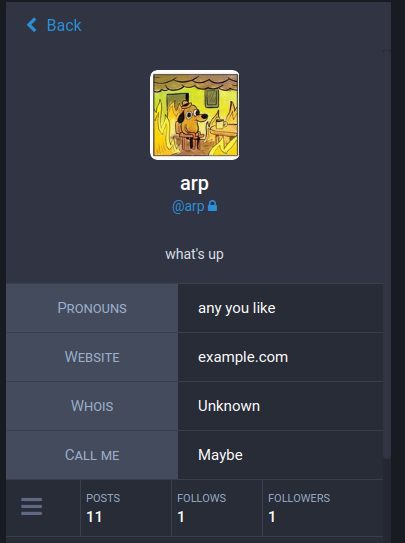 Back
arp
@arp
what's up
Pronouns any you like
Website example.com
Whois Unknown
Call me Maybe
POSTS FOLLOWS FOLLOWERS
11 1 1